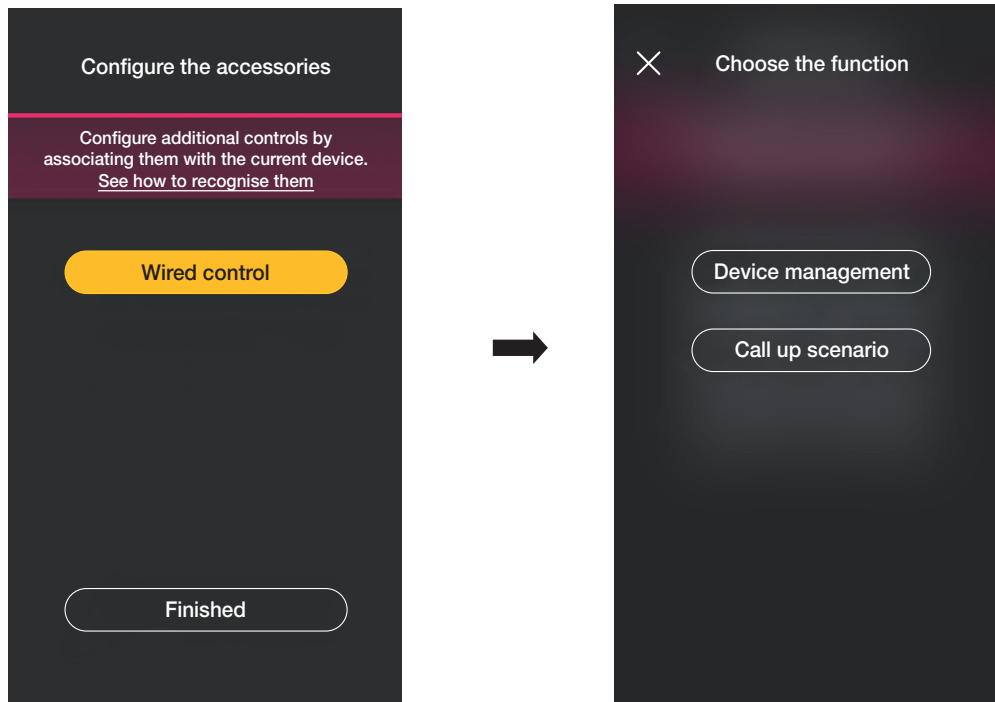 Configure the accessories
Configure additional controls by
associating them with the current device.
See how to recognise them
Wired control
Finished
Choose the function
Device management
Call up scenario